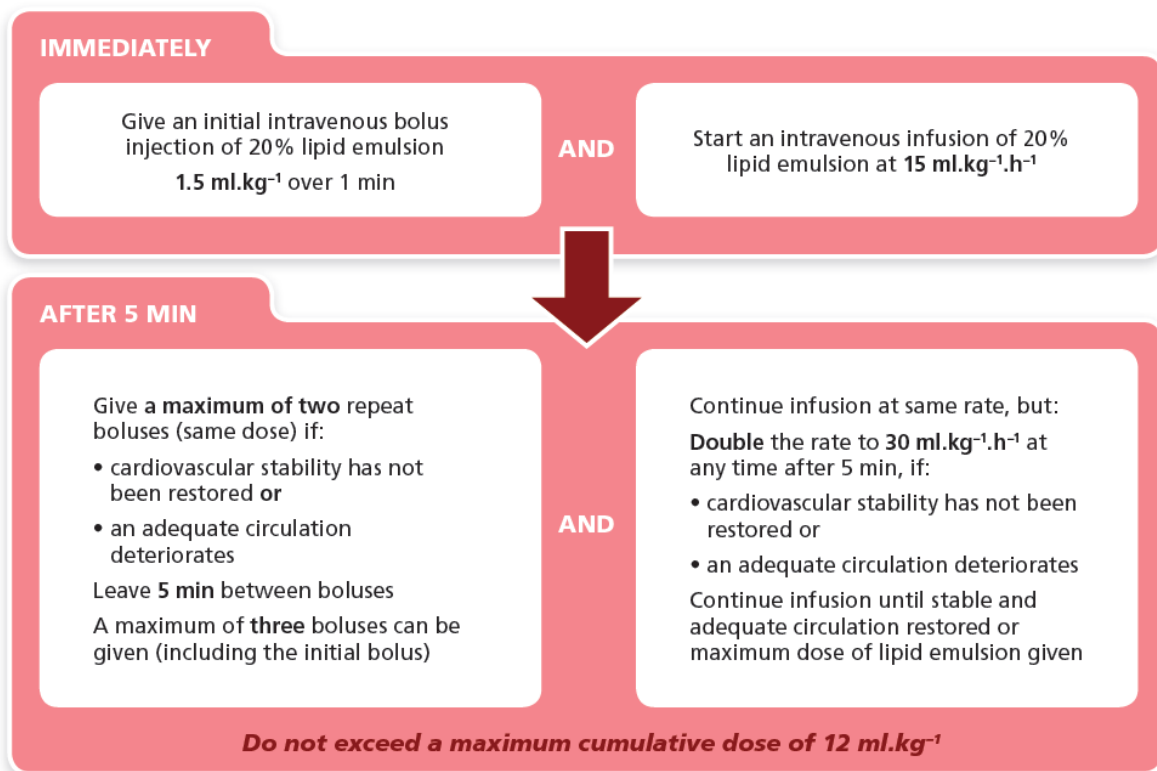 IMMEDIATELY
Give an initial intravenous bolus
injection of 20% lipid emulsion
1.5 ml.kg⁻¹ over 1 min
AND
Start an intravenous infusion of 20%
lipid emulsion at 15 ml.kg⁻¹.h⁻¹
AFTER 5 MIN
Give a maximum of two repeat
boluses (same dose) if:
• cardiovascular stability has not
been restored or
• an adequate circulation
deteriorates
Leave 5 min between boluses
A maximum of three boluses can be
given (including the initial bolus)
AND
Continue infusion at same rate, but:
Double the rate to 30 ml.kg⁻¹.h⁻¹ at
any time after 5 min, if:
• cardiovascular stability has not been
restored or
• an adequate circulation deteriorates
Continue infusion until stable and
adequate circulation restored or
maximum dose of lipid emulsion given
Do not exceed a maximum cumulative dose of 12 ml.kg⁻¹